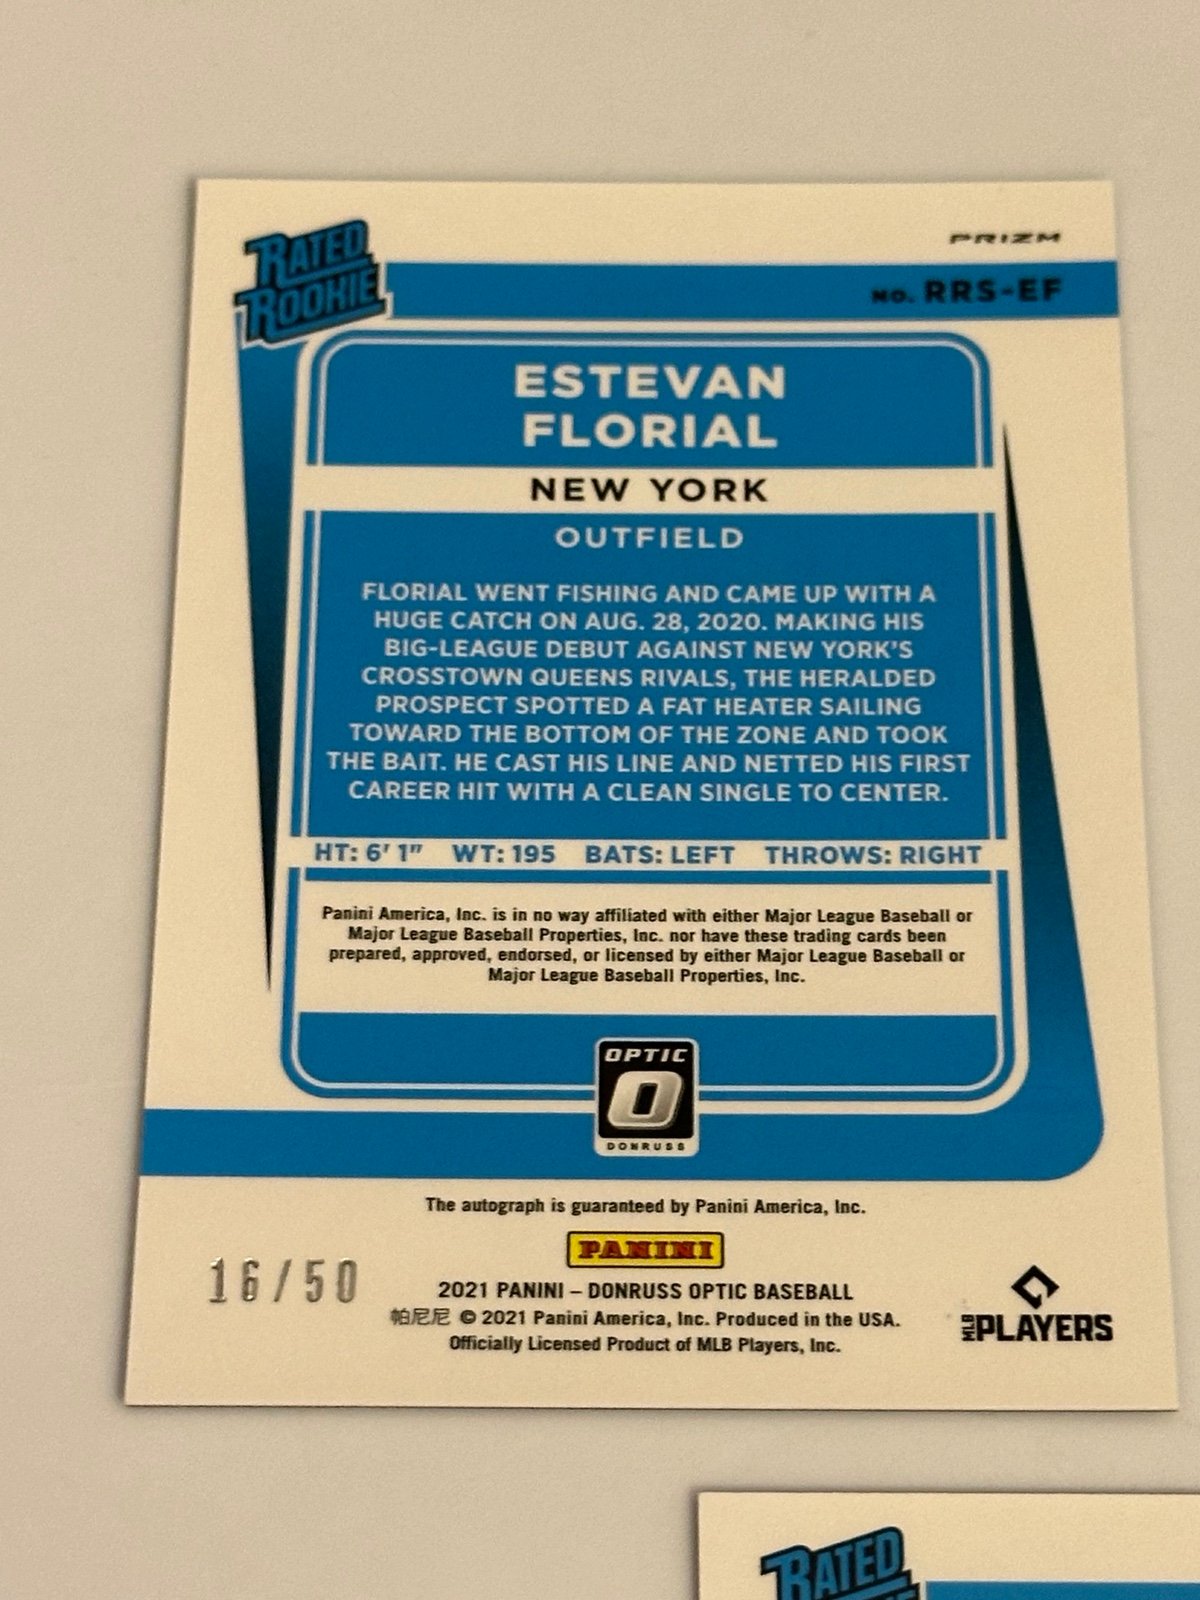 RATED
ROOKIE
PRIZM
NO. RRS-EF
ESTEVAN
FLORIAL
NEW YORK
OUTFIELD
FLORIAL WENT FISHING AND CAME UP WITH A
HUGE CATCH ON AUG. 28, 2020. MAKING HIS
BIG-LEAGUE DEBUT AGAINST NEW YORK'S
CROSSTOWN QUEENS RIVALS, THE HERALDED
PROSPECT SPOTTED A FAT HEATER SAILING
TOWARD THE BOTTOM OF THE ZONE AND TOOK
THE BAIT. HE CAST HIS LINE AND NETTED HIS FIRST
CAREER HIT WITH A CLEAN SINGLE TO CENTER.
HT: 6' 1" WT: 195 BATS: LEFT THROWS: RIGHT
Panini America, Inc. is in no way affiliated with either Major League Baseball or
Major League Baseball Properties, Inc. nor have these trading cards been
prepared, approved, endorsed, or licensed by either Major League Baseball or
Major League Baseball Properties, Inc.
OPTIC
O
DONRUSS
The autograph is guaranteed by Panini America, Inc.
PANINI
16/50
2021 PANINI – DONRUSS OPTIC BASEBALL
帕尼尼 © 2021 Panini America, Inc. Produced in the USA.
Officially Licensed Product of MLB Players, Inc.
MLB PLAYERS
RATED